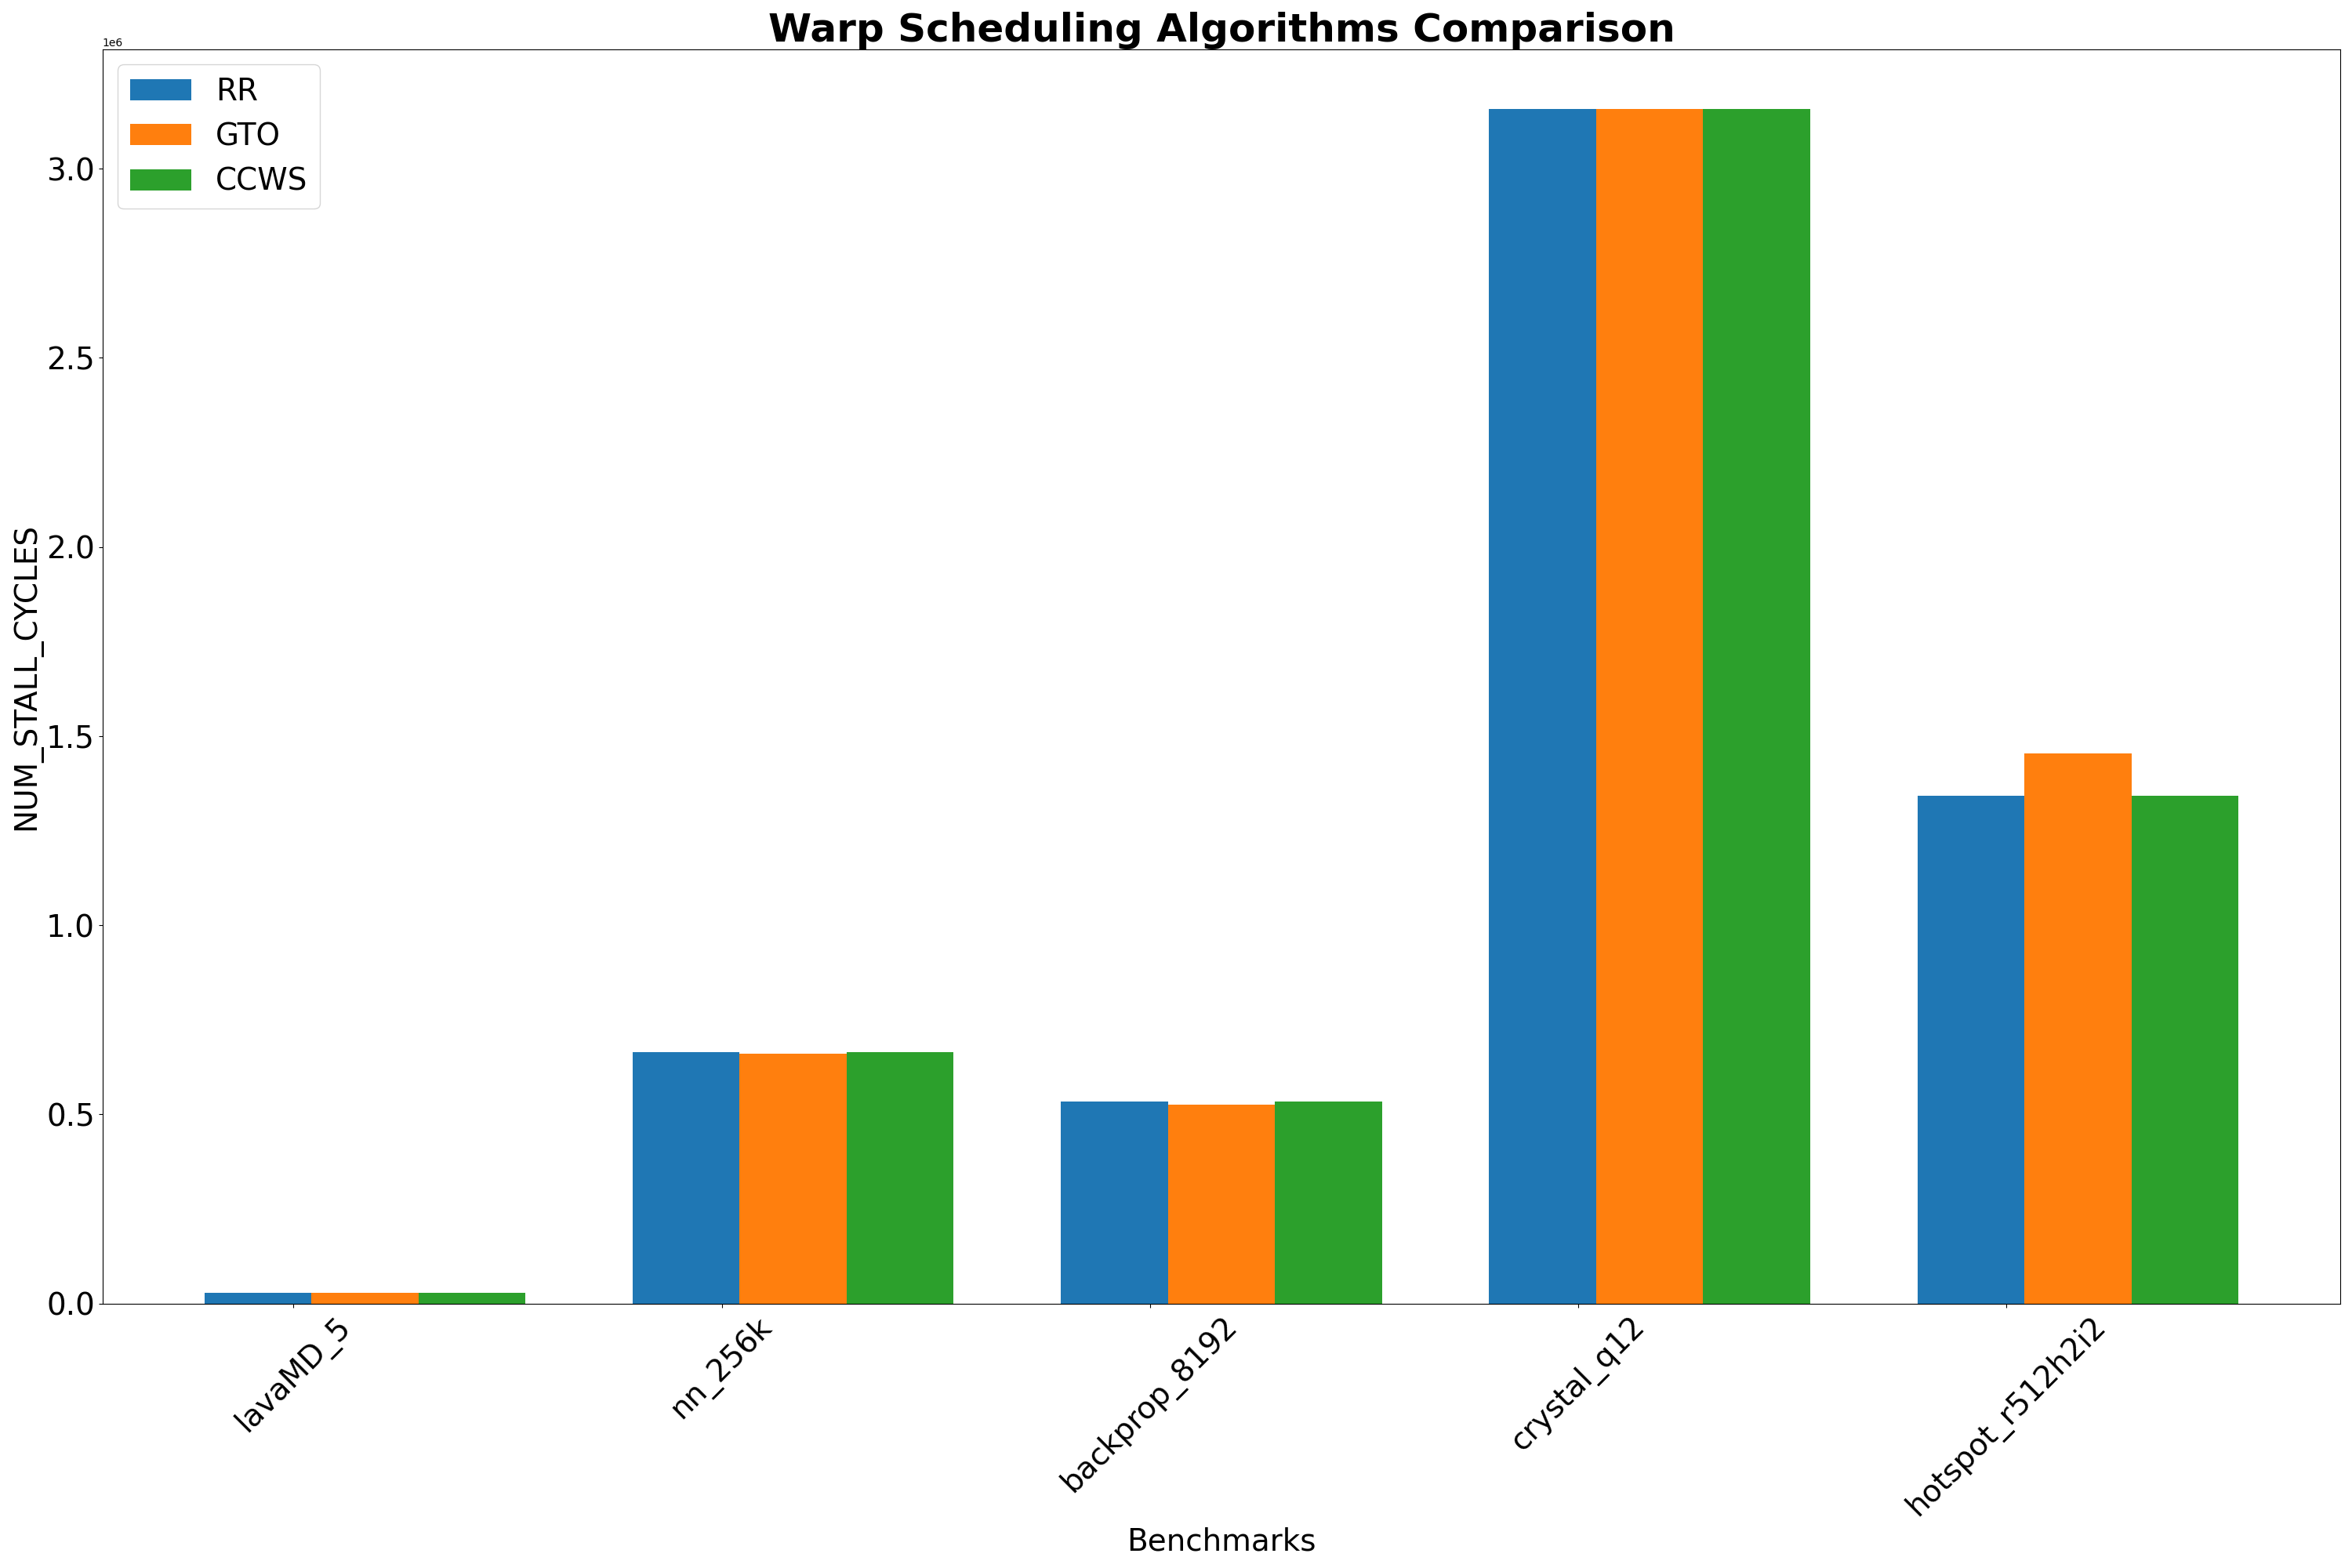 Warp Scheduling Algorithms Comparison
1e6
RR
GTO
CCWS
3.0
2.5
2.0
1.5
1.0
0.5
0.0
NUM_STALL_CYCLES
lavaMD_5
nn_256k
backprop_8192
crystal_q12
hotspot_r512h2i2
Benchmarks